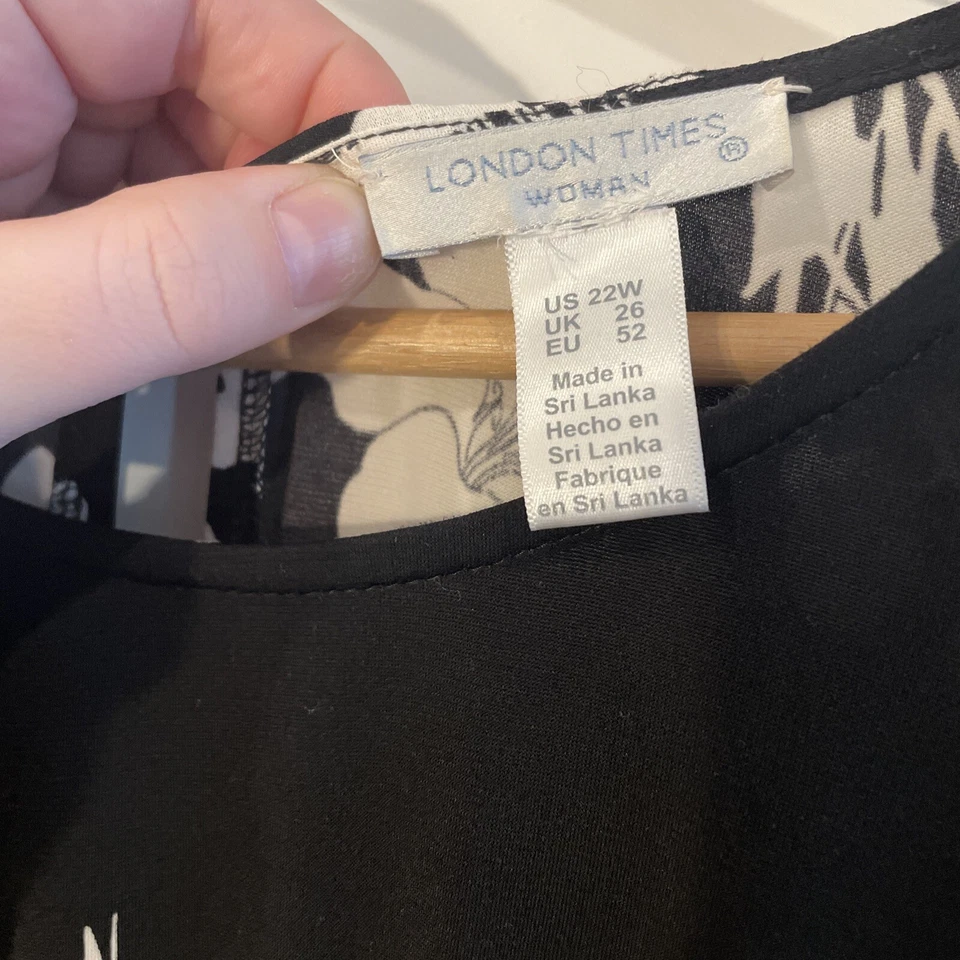 LONDON TIMES®
WOMAN
US 22W
UK 26
EU 52
Made in
Sri Lanka
Hecho en
Sri Lanka
Fabrique
en Sri Lanka